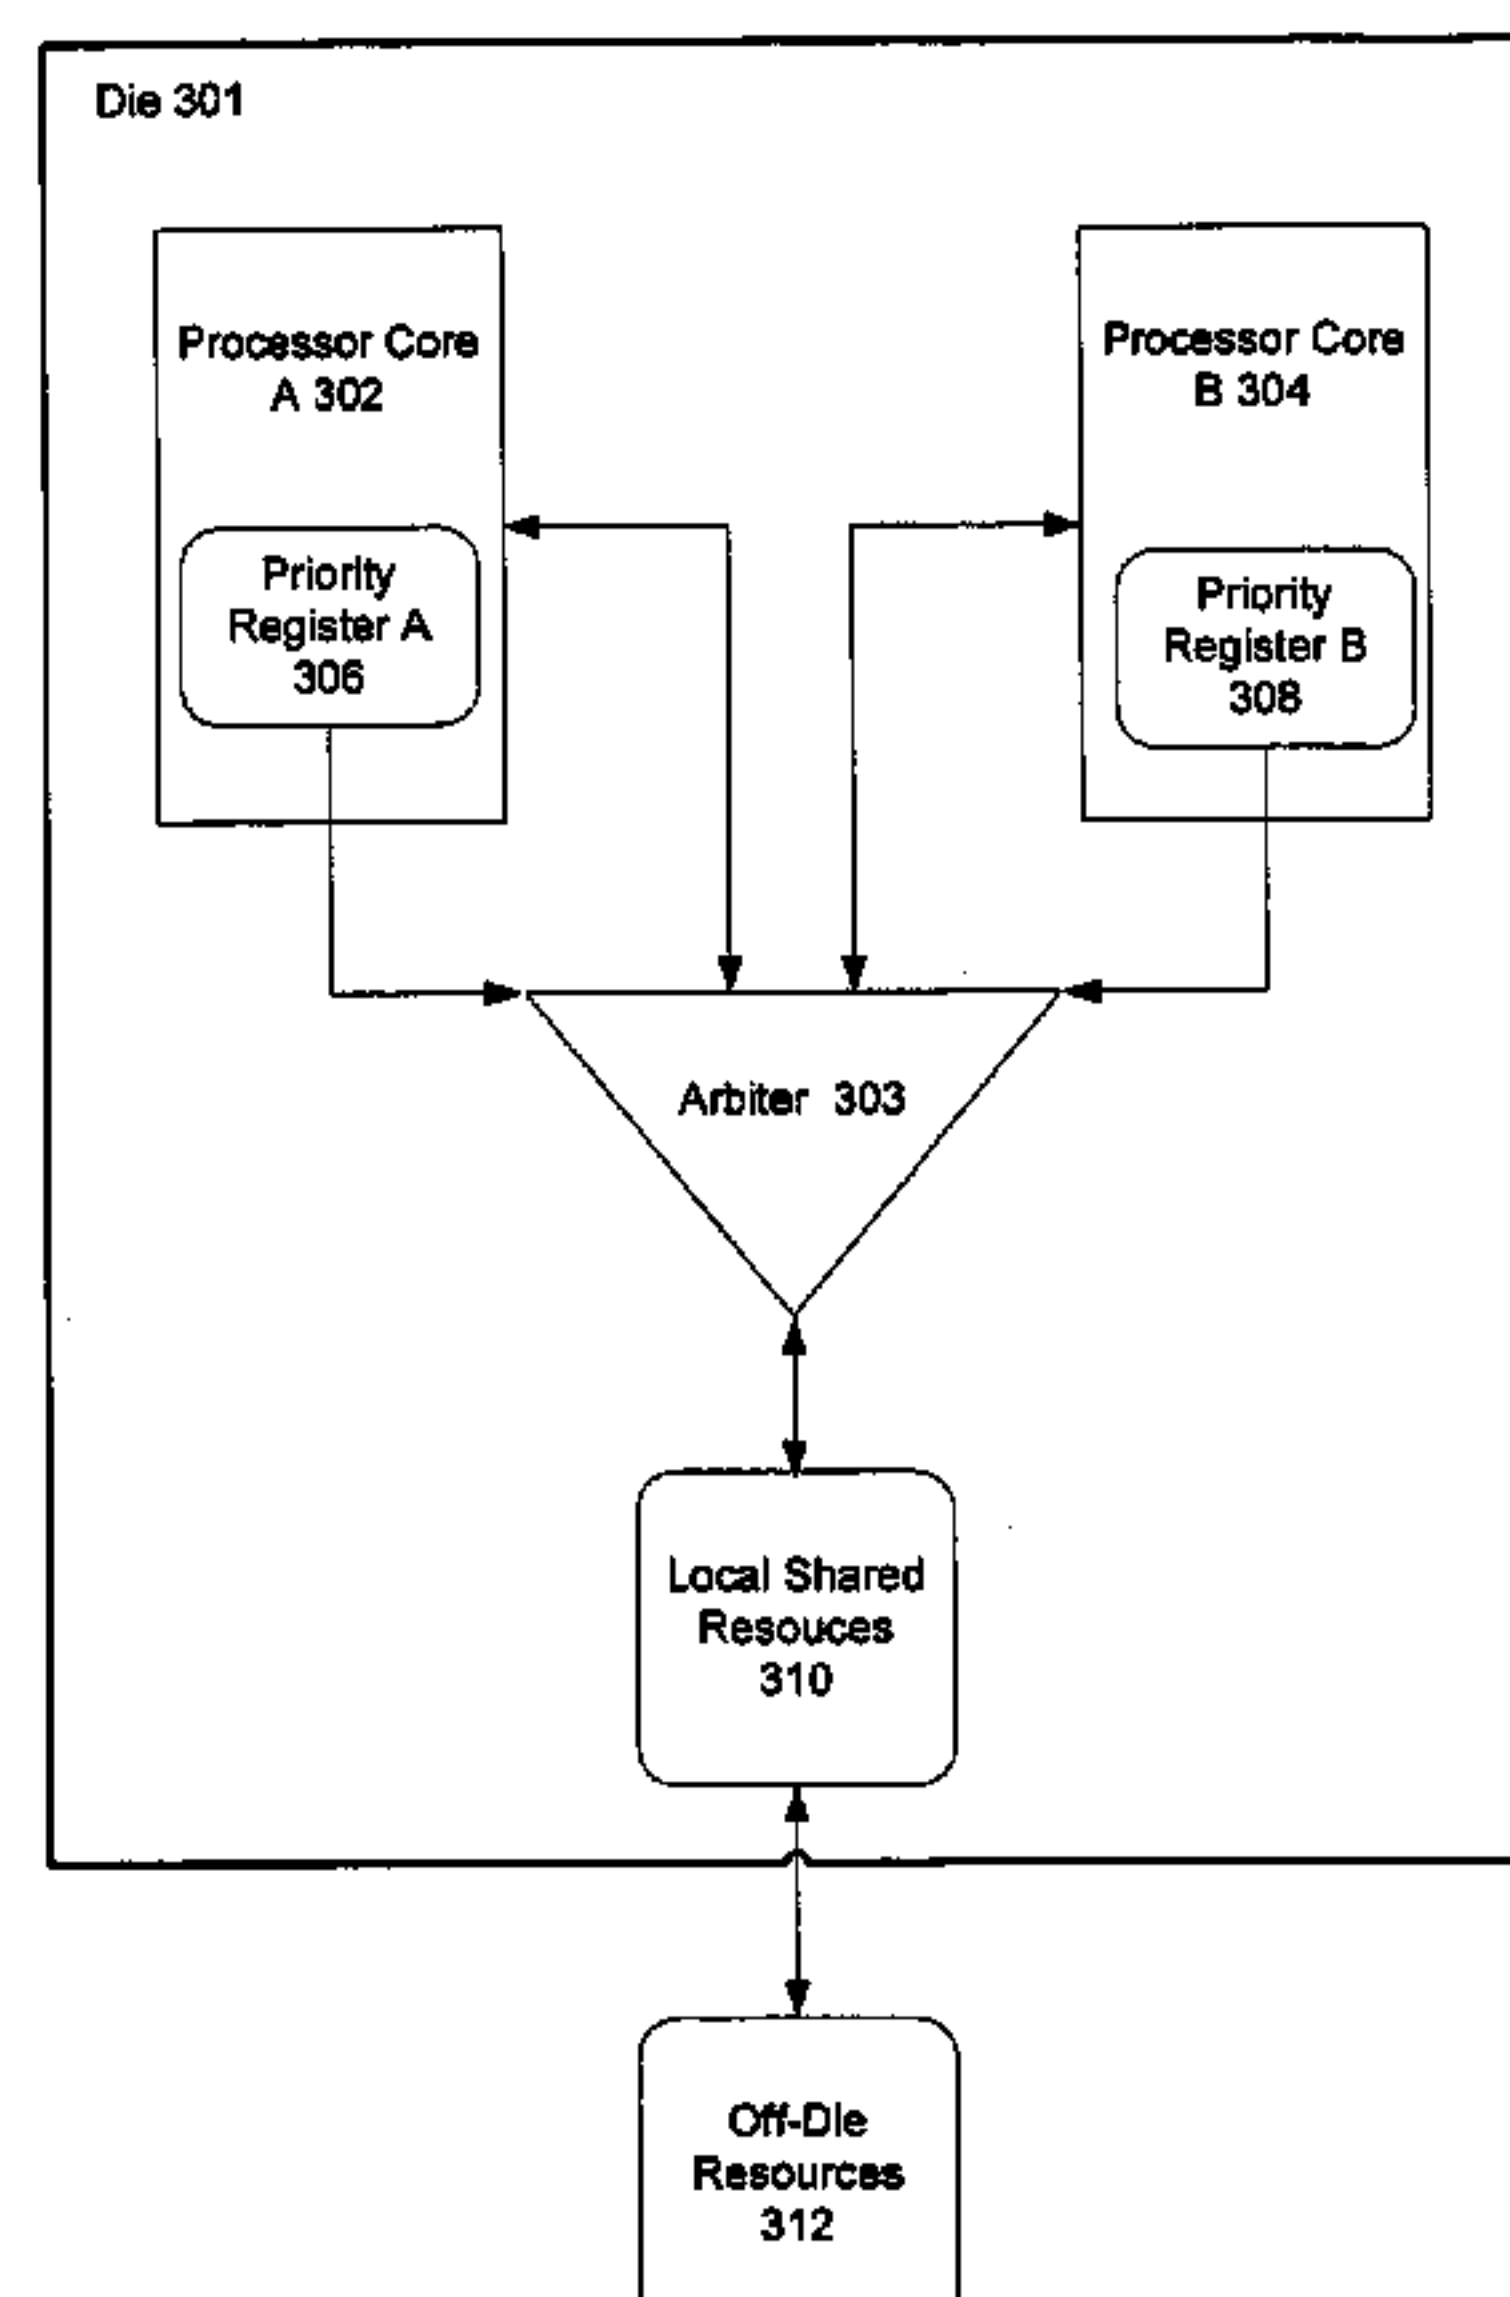 Die 301
Processor Core
A 302
Processor Core
B 304
Priority
Register A
306
Priority
Register B
308
Arbiter  303
Local Shared
Resouces
310
Off-Die
Resources
312